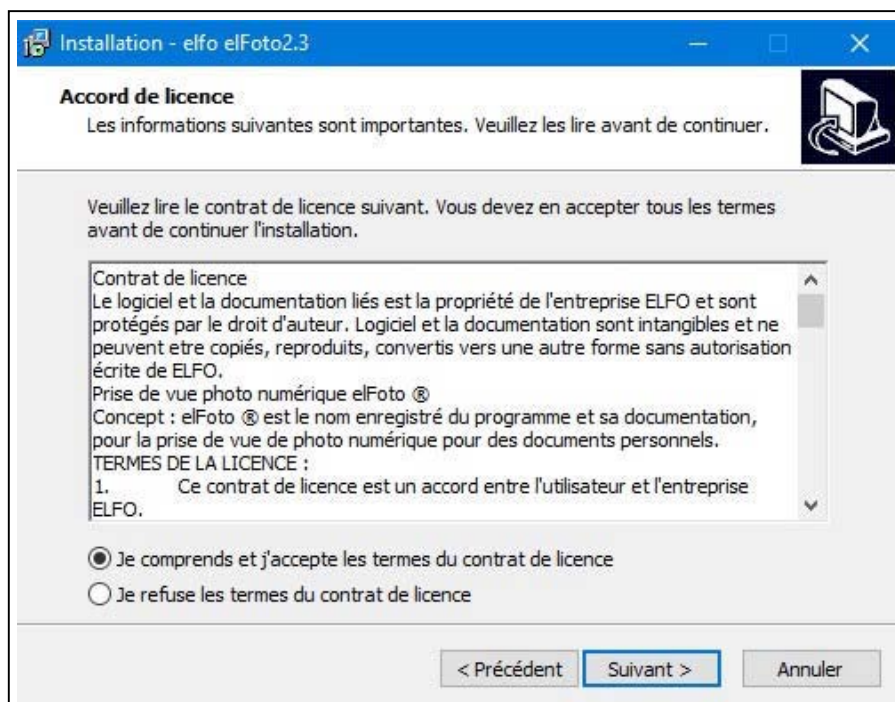 Installation - elfo elFoto2.3
Accord de licence
Les informations suivantes sont importantes. Veuillez les lire avant de continuer.
Veuillez lire le contrat de licence suivant. Vous devez en accepter tous les termes
avant de continuer l'installation.
Contrat de licence
Le logiciel et la documentation liés est la propriété de l'entreprise ELFO et sont
protégés par le droit d'auteur. Logiciel et la documentation sont intangibles et ne
peuvent etre copiés, reproduits, convertis vers une autre forme sans autorisation
écrite de ELFO.
Prise de vue photo numérique elFoto ®
Concept : elFoto ® est le nom enregistré du programme et sa documentation,
pour la prise de vue de photo numérique pour des documents personnels.
TERMES DE LA LICENCE :
1. Ce contrat de licence est un accord entre l'utilisateur et l'entreprise
ELFO.
Je comprends et j'accepte les termes du contrat de licence
Je refuse les termes du contrat de licence
< Précédent Suivant > Annuler